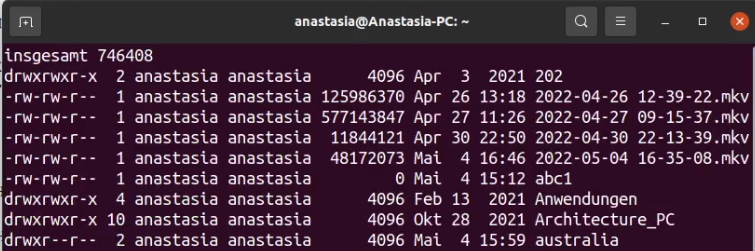 anastasia@Anastasia-PC: ~
insgesamt 746408
drwxrwxr-x  2 anastasia anastasia      4096 Apr  3  2021 202
-rw-rw-r--  1 anastasia anastasia 125986370 Apr 26 13:18 2022-04-26 12-39-22.mkv
-rw-rw-r--  1 anastasia anastasia 577143847 Apr 27 11:26 2022-04-27 09-15-37.mkv
-rw-rw-r--  1 anastasia anastasia  11844121 Apr 30 22:50 2022-04-30 22-13-39.mkv
-rw-rw-r--  1 anastasia anastasia  48172073 Mai  4 16:46 2022-05-04 16-35-08.mkv
-rw-rw-r--  1 anastasia anastasia         0 Mai  4 15:12 abc1
drwxrwxr-x  4 anastasia anastasia      4096 Feb 13  2021 Anwendungen
drwxrwxr-x 10 anastasia anastasia      4096 Okt 28  2021 Architecture_PC
drwxr--r--  2 anastasia anastasia      4096 Mai  4 15:59 australia